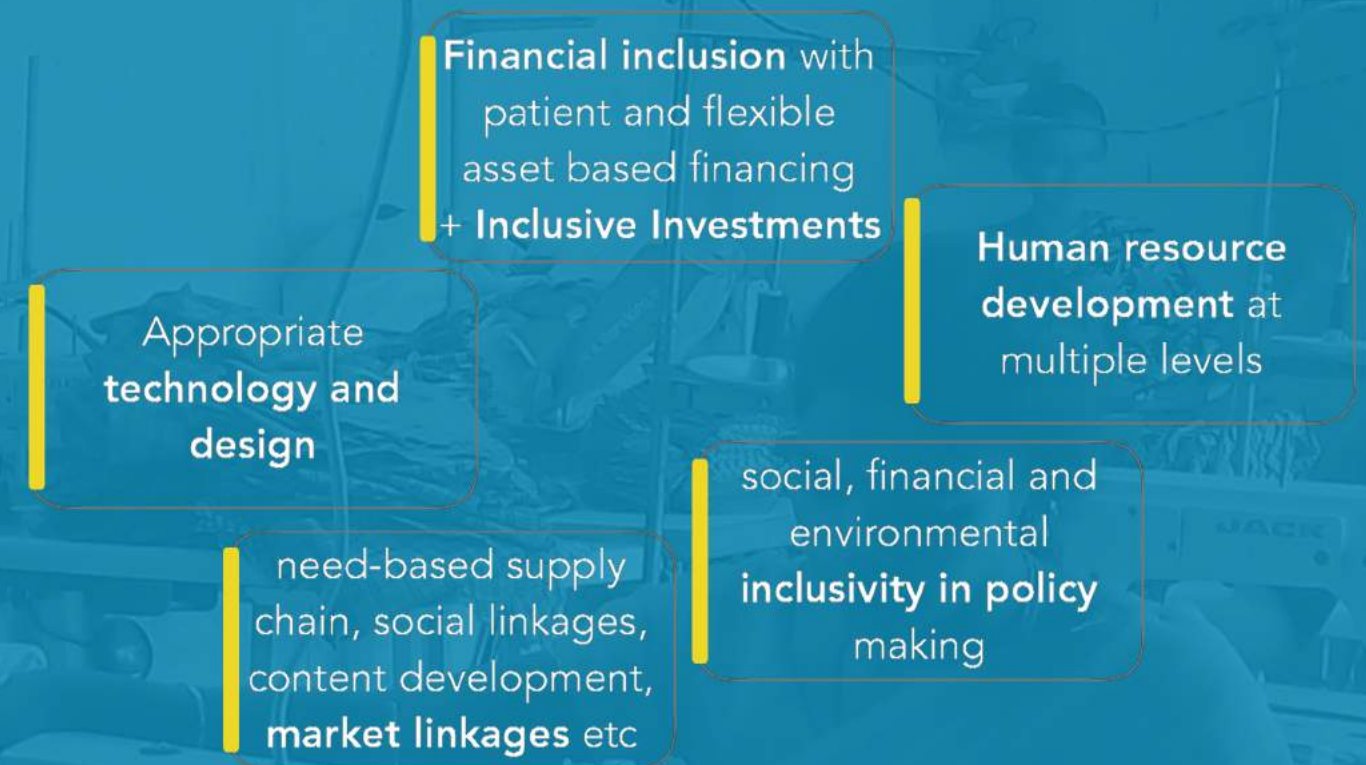 Financial inclusion with
patient and flexible
asset based financing
+ Inclusive Investments
Human resource
development at
multiple levels
Appropriate
technology and
design
social, financial and
environmental
inclusivity in policy
making
need-based supply
chain, social linkages,
content development,
market linkages etc
JACK